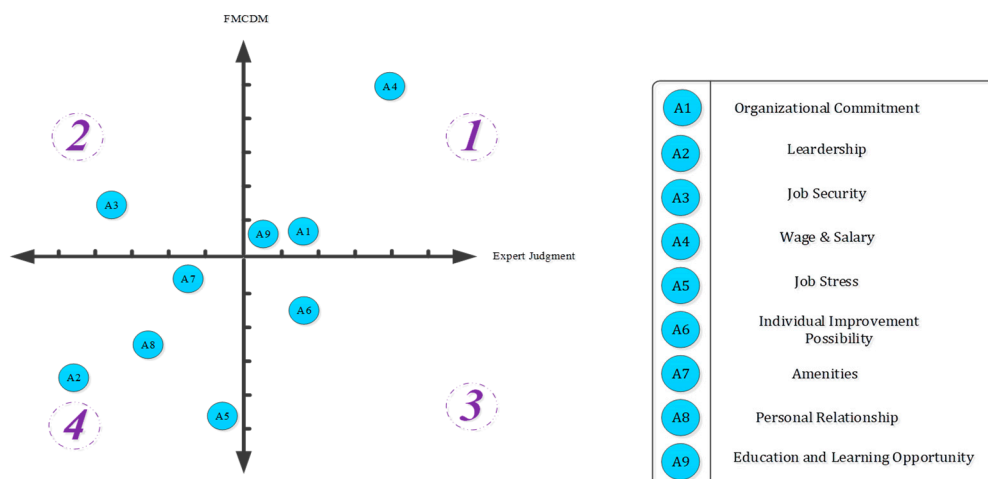 FMCDM
A4
2
1
A3
A9
A1
Expert Judgment
A7
A6
A8
A2
A5
3
4
A1 Organizational Commitment
A2 Leardership
A3 Job Security
A4 Wage & Salary
A5 Job Stress
A6 Individual Improvement
Possibility
A7 Amenities
A8 Personal Relationship
A9 Education and Learning Opportunity